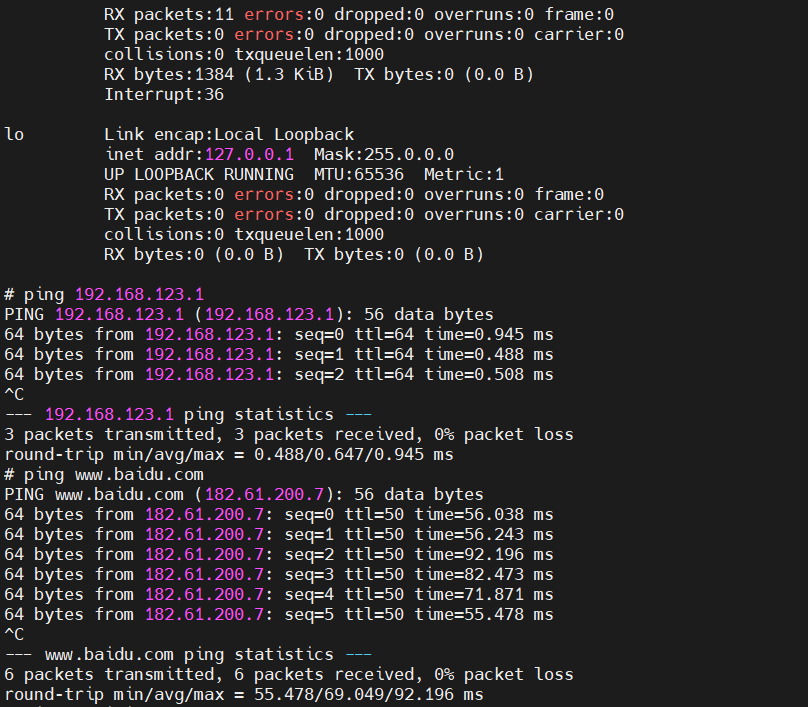 RX packets:11 errors:0 dropped:0 overruns:0 frame:0
TX packets:0 errors:0 dropped:0 overruns:0 carrier:0
collisions:0 txqueuelen:1000
RX bytes:1384 (1.3 KiB)  TX bytes:0 (0.0 B)
Interrupt:36

lo        Link encap:Local Loopback
inet addr:127.0.0.1  Mask:255.0.0.0
UP LOOPBACK RUNNING  MTU:65536  Metric:1
RX packets:0 errors:0 dropped:0 overruns:0 frame:0
TX packets:0 errors:0 dropped:0 overruns:0 carrier:0
collisions:0 txqueuelen:1000
RX bytes:0 (0.0 B)  TX bytes:0 (0.0 B)

# ping 192.168.123.1
PING 192.168.123.1 (192.168.123.1): 56 data bytes
64 bytes from 192.168.123.1: seq=0 ttl=64 time=0.945 ms
64 bytes from 192.168.123.1: seq=1 ttl=64 time=0.488 ms
64 bytes from 192.168.123.1: seq=2 ttl=64 time=0.508 ms
^C
--- 192.168.123.1 ping statistics ---
3 packets transmitted, 3 packets received, 0% packet loss
round-trip min/avg/max = 0.488/0.647/0.945 ms
# ping www.baidu.com
PING www.baidu.com (182.61.200.7): 56 data bytes
64 bytes from 182.61.200.7: seq=0 ttl=50 time=56.038 ms
64 bytes from 182.61.200.7: seq=1 ttl=50 time=56.243 ms
64 bytes from 182.61.200.7: seq=2 ttl=50 time=92.196 ms
64 bytes from 182.61.200.7: seq=3 ttl=50 time=82.473 ms
64 bytes from 182.61.200.7: seq=4 ttl=50 time=71.871 ms
64 bytes from 182.61.200.7: seq=5 ttl=50 time=55.478 ms
^C
--- www.baidu.com ping statistics ---
6 packets transmitted, 6 packets received, 0% packet loss
round-trip min/avg/max = 55.478/69.049/92.196 ms